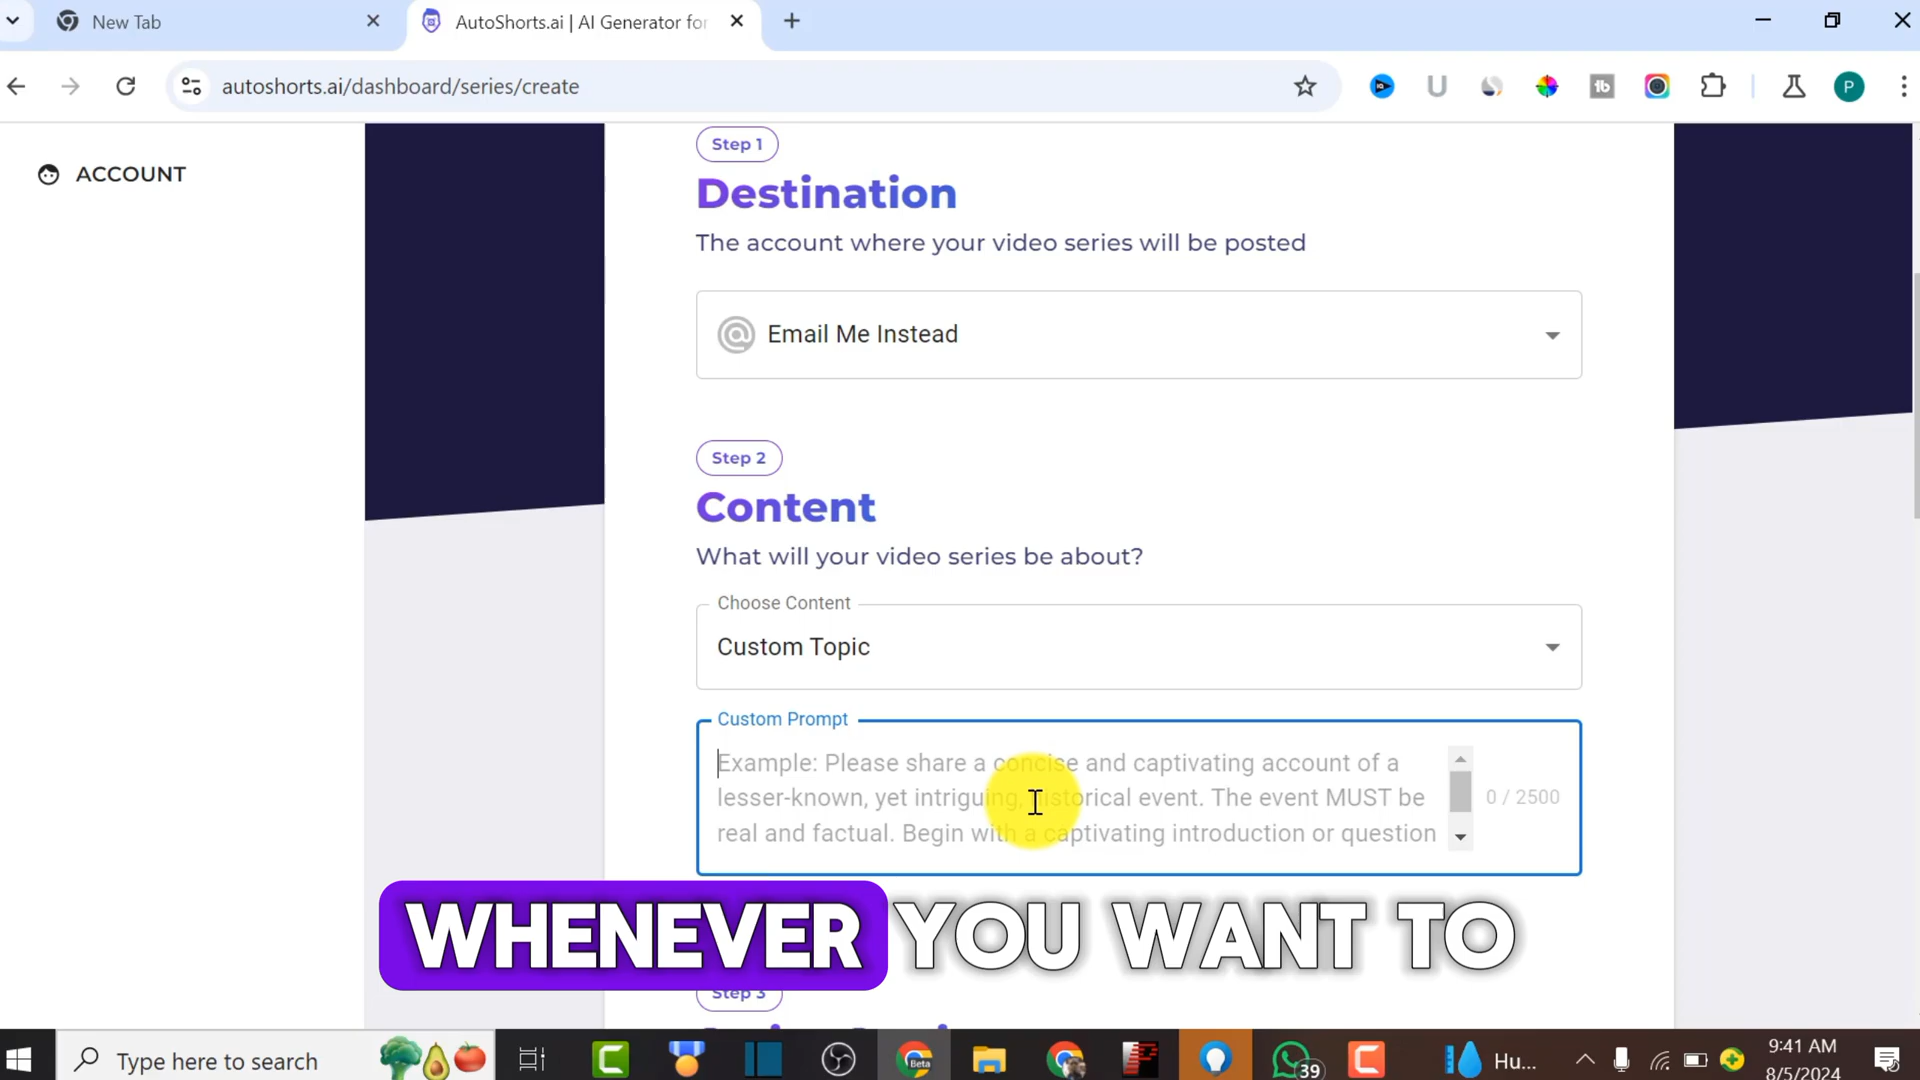 New Tab
AutoShorts.ai | AI Generator for
autoshorts.ai/dashboard/series/create
P
ACCOUNT
Step 1
Destination
The account where your video series will be posted
Email Me Instead
Step 2
Content
What will your video series be about?
Choose Content
Custom Topic
Custom Prompt
Example: Please share a concise and captivating account of a
lesser-known, yet intriguing, historical event. The event MUST be
real and factual. Begin with a captivating introduction or question
0 / 2500
WHENEVER YOU WANT TO
Step 3
Type here to search
Beta
39
Hu...
9:41 AM
8/5/2024